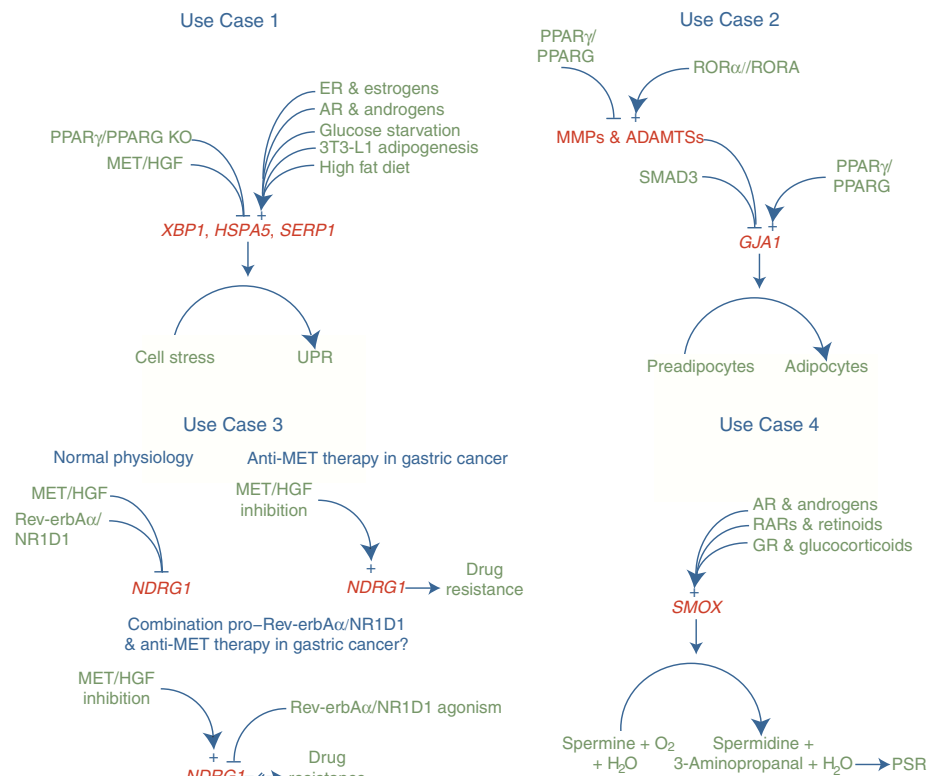 Use Case 1
ER & estrogens
AR & androgens
Glucose starvation
3T3-L1 adipogenesis
High fat diet
PPARγ/PPARG KO
MET/HGF
+
XBP1, HSPA5, SERP1
Cell stress
UPR
Use Case 2
PPARγ/
PPARG
RORα//RORA
+
MMPs & ADAMTSs
SMAD3
PPARγ/
PPARG
+
GJA1
Preadipocytes
Adipocytes
Use Case 3
Normal physiology
MET/HGF
Rev-erbAα/
NR1D1
NDRG1
Anti-MET therapy in gastric cancer
MET/HGF
inhibition
+
NDRG1
Drug
resistance
Combination pro–Rev-erbAα/NR1D1
& anti-MET therapy in gastric cancer?
MET/HGF
inhibition
Rev-erbAα/NR1D1 agonism
+
NDRG1
Drug
resistance
Use Case 4
AR & androgens
RARs & retinoids
GR & glucocorticoids
+
SMOX
Spermine + O2
+ H2O
Spermidine +
3-Aminopropanal + H2O
PSR